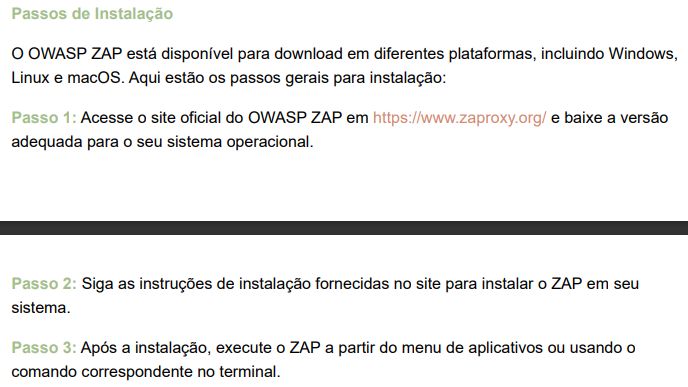 Passos de Instalação
O OWASP ZAP está disponível para download em diferentes plataformas, incluindo Windows,
Linux e macOS. Aqui estão os passos gerais para instalação:
Passo 1: Acesse o site oficial do OWASP ZAP em https://www.zaproxy.org/ e baixe a versão
adequada para o seu sistema operacional.
Passo 2: Siga as instruções de instalação fornecidas no site para instalar o ZAP em seu
sistema.
Passo 3: Após a instalação, execute o ZAP a partir do menu de aplicativos ou usando o
comando correspondente no terminal.